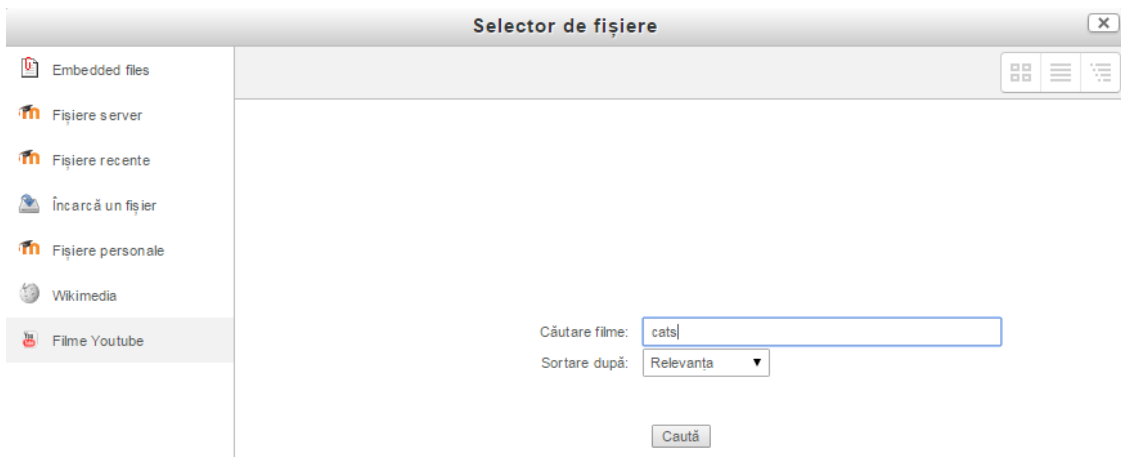 Selector de fișiere
Embedded files
Fișiere server
Fișiere recente
Încarcă un fișier
Fișiere personale
Wikimedia
Filme Youtube
Căutare filme: cats
Sortare după: Relevanța
Caută